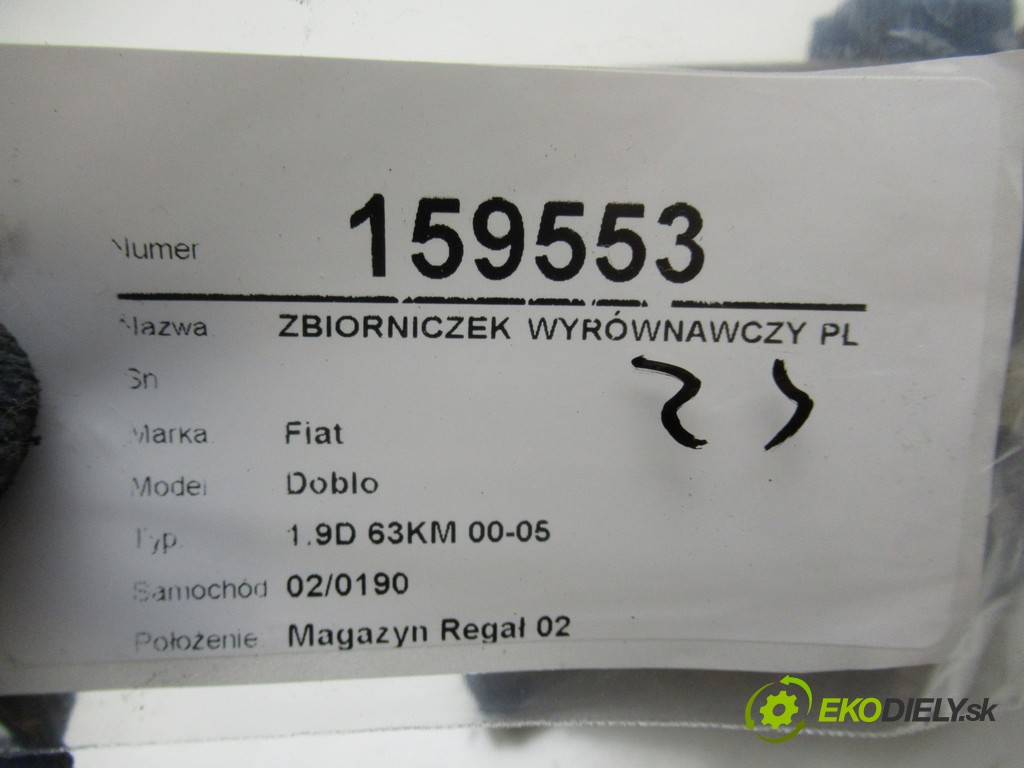 Numer 159553
Nazwa ZBIORNICZEK WYRÓWNAWCZY PŁ
Sn
Marka Fiat
Model Doblo
Typ 1.9D 63KM 00-05
Samochód 02/0190
Położenie Magazyn Regał 02
EKODIELY.sk